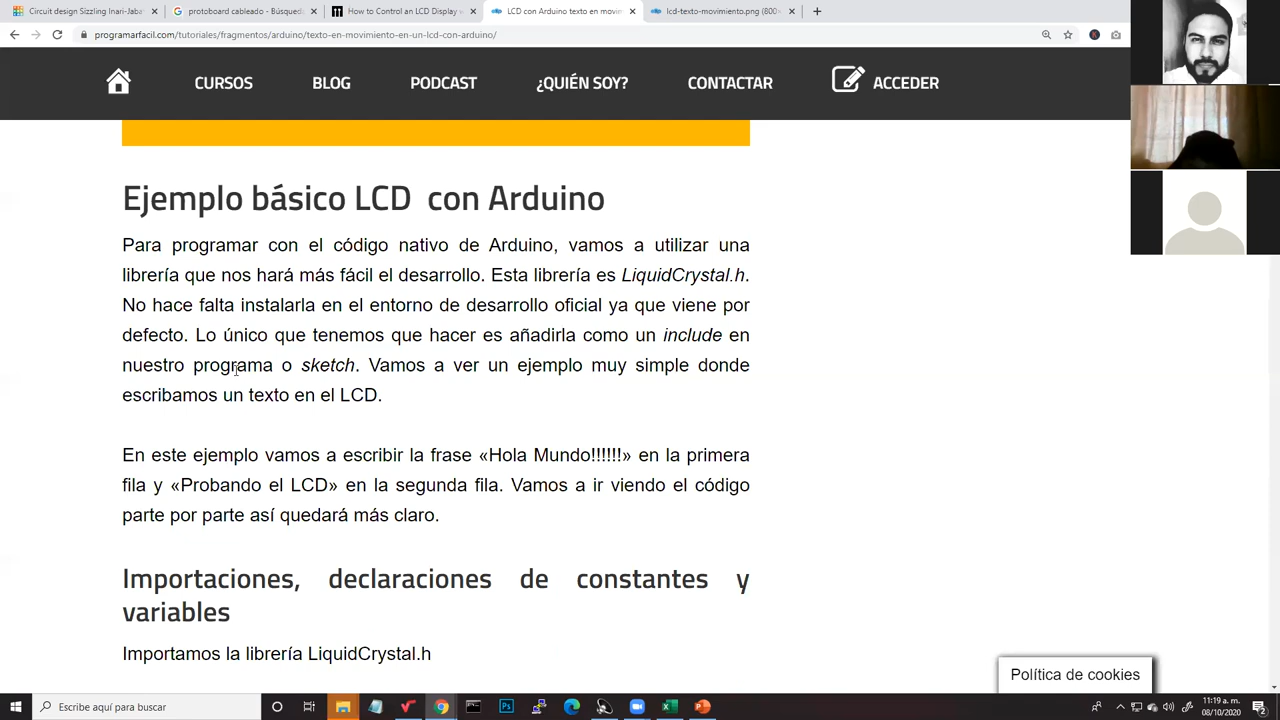 Circuit design Sizzling Inari-Jaba
protoboard cableado - Búsqued
How to Control an LCD Display w
LCD con Arduino texto en movim
lcd-texto-movimiento.png (800×
programarfacil.com/tutoriales/fragmentos/arduino/texto-en-movimiento-en-un-lcd-con-arduino/
CURSOS BLOG PODCAST ¿QUIÉN SOY? CONTACTAR ACCEDER
Ejemplo básico LCD con Arduino
Para programar con el código nativo de Arduino, vamos a utilizar una
librería que nos hará más fácil el desarrollo. Esta librería es LiquidCrystal.h.
No hace falta instalarla en el entorno de desarrollo oficial ya que viene por
defecto. Lo único que tenemos que hacer es añadirla como un include en
nuestro programa o sketch. Vamos a ver un ejemplo muy simple donde
escribamos un texto en el LCD.
En este ejemplo vamos a escribir la frase «Hola Mundo!!!!!!» en la primera
fila y «Probando el LCD» en la segunda fila. Vamos a ir viendo el código
parte por parte así quedará más claro.
Importaciones, declaraciones de constantes y
variables
Importamos la librería LiquidCrystal.h
Política de cookies
Escribe aquí para buscar
11:19 a. m.
08/10/2020